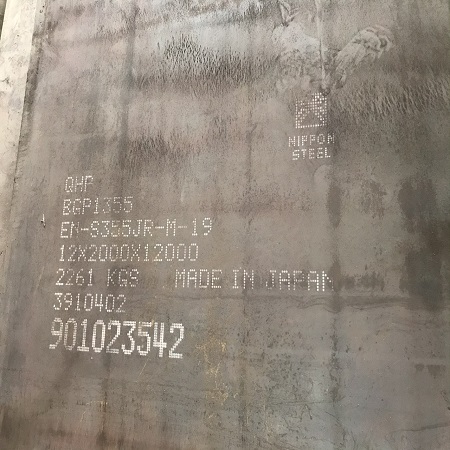 NIPPON
STEEL
QHP
BGP1355
EN-S355JR-M-19
12X2000X12000
2261 KGS MADE IN JAPAN
3910402
901023542